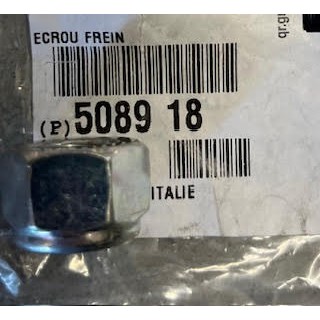 ECROU FREIN
(P) 5089 18
ITALIE